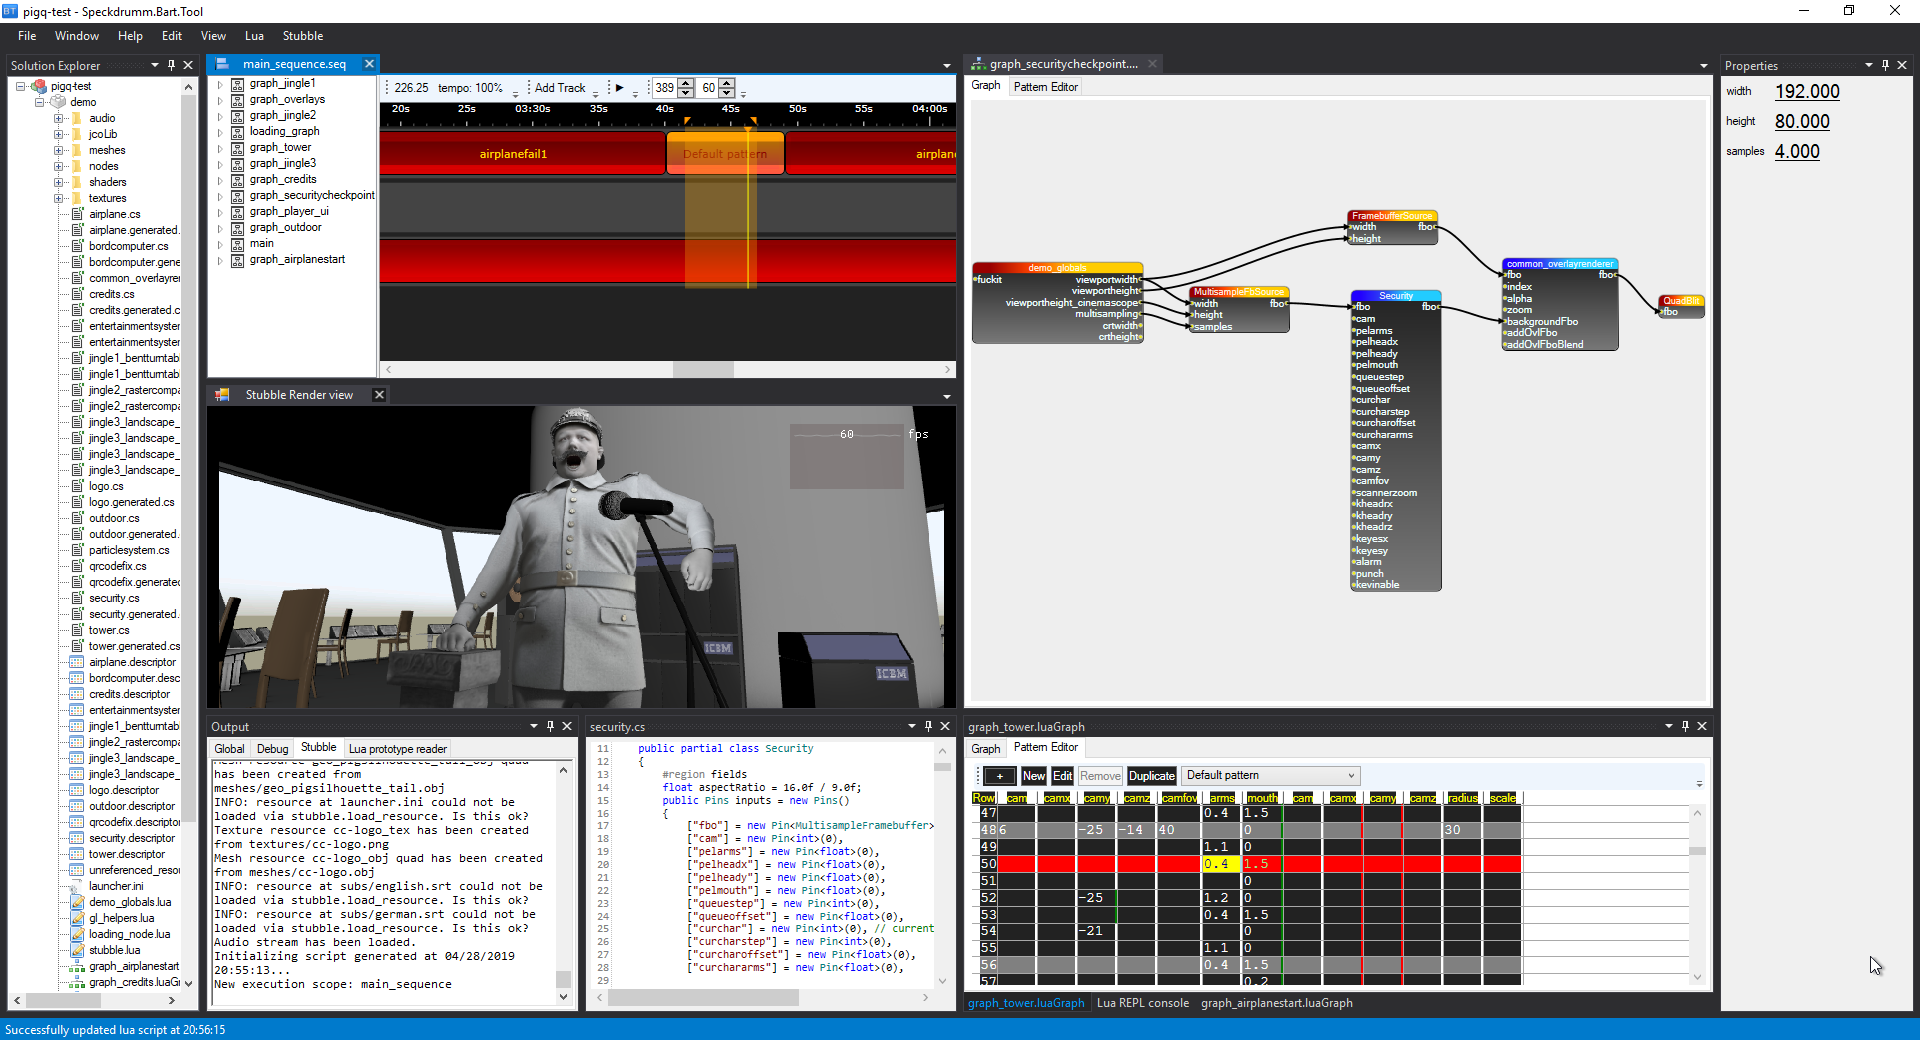 pigq-test - Speckdrumm.Bart.Tool
File Window Help Edit View Lua Stubble
Solution Explorer
pigq-test
demo
audio
jcoLib
meshes
nodes
shaders
textures
airplane.cs
airplane.generated.
bordcomputer.cs
bordcomputer.gene
common_overlayrer
credits.cs
credits.generated.c
entertainmentsyster
entertainmentsyster
jingle1_bentturntabl
jingle1_bentturntabl
jingle2_rastercompa
jingle2_rastercompa
jingle3_landscape_
jingle3_landscape_
jingle3_landscape_
jingle3_landscape_
logo.cs
logo.generated.cs
outdoor.cs
outdoor.generated.
particlesystem.cs
qrcodefix.cs
qrcodefix.generatec
security.cs
security.generated.
tower.cs
tower.generated.cs
airplane.descriptor
bordcomputer.desc
credits.descriptor
entertainmentsyster
jingle1_bentturntabl
jingle2_rastercompa
jingle3_landscape_
jingle3_landscape_
logo.descriptor
outdoor.descriptor
qrcodefix.descriptor
security.descriptor
tower.descriptor
unreferenced_resou
launcher.ini
demo_globals.lua
gl_helpers.lua
loading_node.lua
stubble.lua
graph_airplanestart
graph_credits.luaGr
main_sequence.seq
graph_jingle1
graph_overlays
graph_jingle2
loading_graph
graph_tower
graph_jingle3
graph_credits
graph_securitycheckpoint
graph_player_ui
graph_outdoor
main
graph_airplanestart
226.25 tempo: 100% Add Track 389 60
20s 25s 03:30s 35s 40s 45s 50s 55s 04:00s
airplanefail1 Default pattern airplan
Stubble Render view
60 fps
ICBM
ICBM
Output
Global Debug Stubble Lua prototype reader
Mesh resource geo_pigsilhouette_tail_obj quad
has been created from
meshes/geo_pigsilhouette_tail.obj
INFO: resource at launcher.ini could not be
loaded via stubble.load_resource. Is this ok?
Texture resource cc-logo_tex has been created
from textures/cc-logo.png
Mesh resource cc-logo_obj quad has been created
from meshes/cc-logo.obj
INFO: resource at subs/english.srt could not be
loaded via stubble.load_resource. Is this ok?
INFO: resource at subs/german.srt could not be
loaded via stubble.load_resource. Is this ok?
Audio stream has been loaded.
Initializing script generated at 04/28/2019
20:55:13...
New execution scope: main_sequence
security.cs
11 public partial class Security
12 {
13 #region fields
14 float aspectRatio = 16.0f / 9.0f;
15 public Pins inputs = new Pins()
16 {
17 ["fbo"] = new Pin<MultisampleFramebuffer>
18 ["cam"] = new Pin<int>(0),
19 ["pelarms"] = new Pin<float>(0),
20 ["pelheadx"] = new Pin<float>(0),
21 ["pelheady"] = new Pin<float>(0),
22 ["pelmouth"] = new Pin<float>(0),
23 ["queuestep"] = new Pin<int>(0),
24 ["queueoffset"] = new Pin<float>(0),
25 ["curchar"] = new Pin<int>(0), // current
26 ["curcharstep"] = new Pin<int>(0),
27 ["curcharoffset"] = new Pin<float>(0),
28 ["curchararms"] = new Pin<float>(0),
29
graph_securitycheckpoint....
Graph Pattern Editor
demo_globals
fuckit
viewportwidth
viewportheight
viewportheight_cinemascope
multisampling
crtwidth
crtheight
MultisampleFbSource
width fbo
height
samples
FramebufferSource
width fbo
height
Security
fbo fbo
cam
pelarms
pelheadx
pelheady
pelmouth
queuestep
queueoffset
curchar
curcharstep
curcharoffset
curchararms
camx
camy
camz
camfov
scannerzoom
kheadrx
kheadry
kheadrz
keyesx
keyesy
alarm
punch
kevinable
common_overlayrenderer
fbo fbo
index
alpha
zoom
backgroundFbo
addOvlFbo
addOvlFboBlend
QuadBlit
fbo
graph_tower.luaGraph
Graph Pattern Editor
+ New Edit Remove Duplicate Default pattern
Row cam camx camy camz camfov arms mouth cam camx camy camz radius scale
47 0.4 1.5
48 6 -25 -14 40 0 30
49 1.1 0
50 0.4 1.5
51 0
52 -25 1.2 0
53 0.4 1.5
54 -21 0
55 1.1 0
56 0.4 1.5
57 0.2
graph_tower.luaGraph Lua REPL console graph_airplanestart.luaGraph
Properties
width 192.000
height 80.000
samples 4.000
Successfully updated lua script at 20:56:15